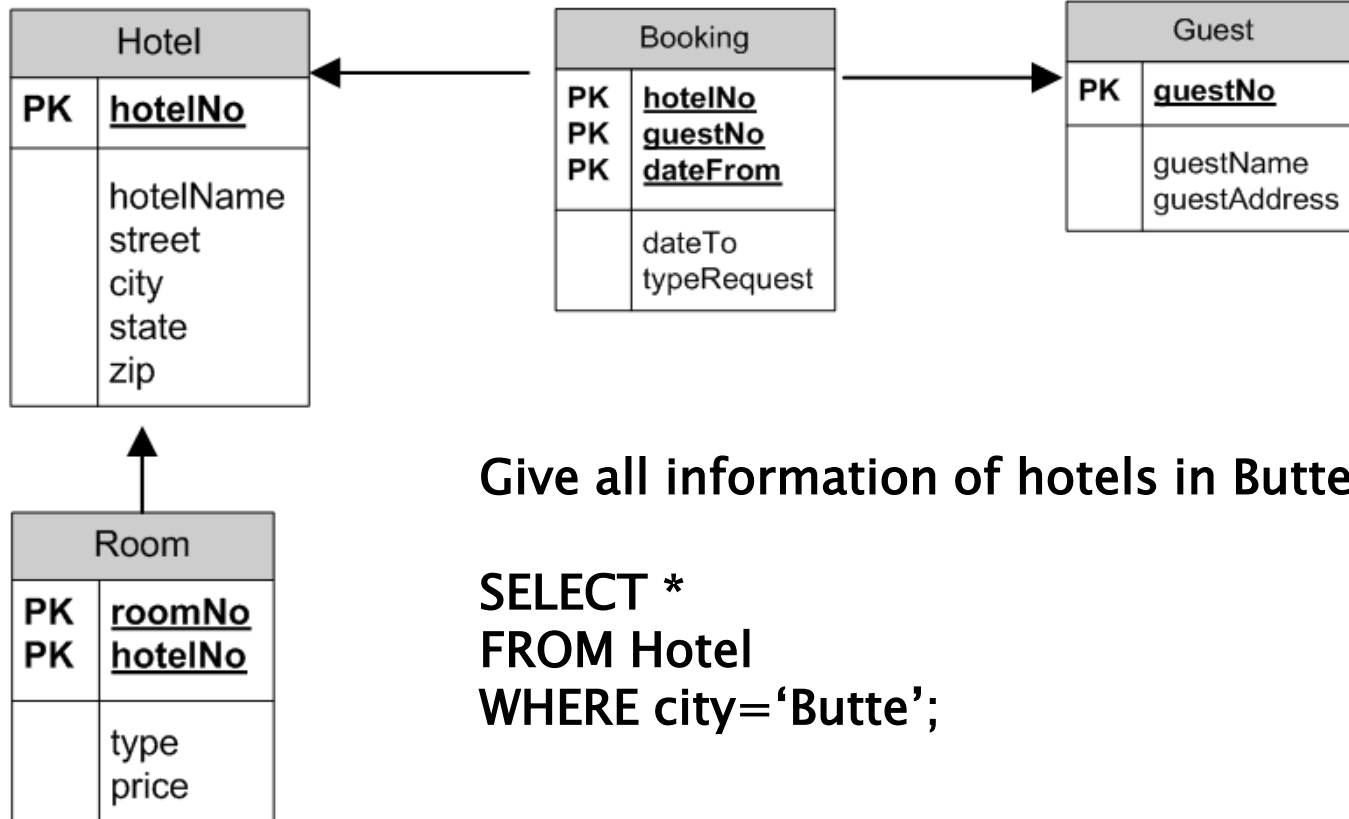 Hotel
PK hotelNo
hotelName
street
city
state
zip
Booking
PK hotelNo
PK guestNo
PK dateFrom
dateTo
typeRequest
Guest
PK guestNo
guestName
guestAddress
Room
PK roomNo
PK hotelNo
type
price
Give all information of hotels in Butte
SELECT *
FROM Hotel
WHERE city=‘Butte’;